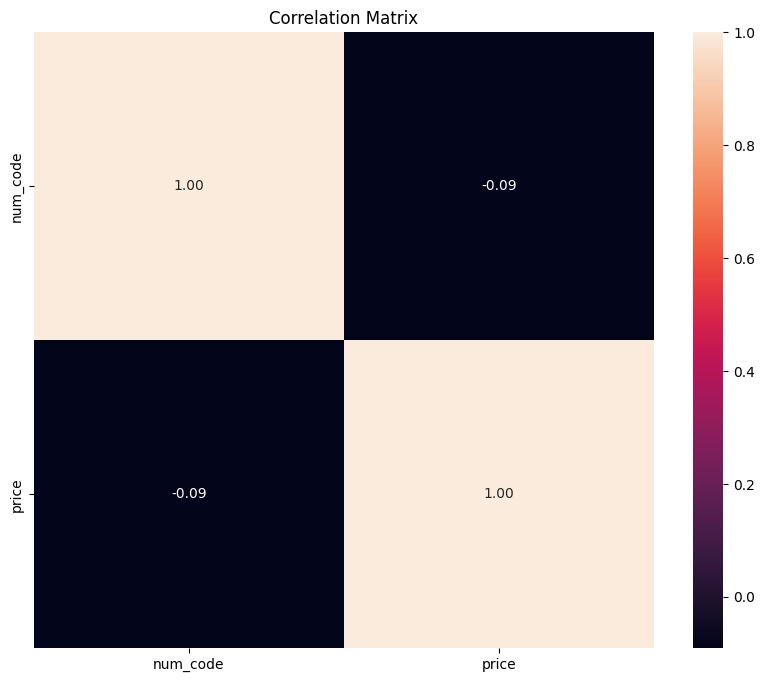 Correlation Matrix
num_code
1.00
-0.09
price
-0.09
1.00
num_code
price
1.0
0.8
0.6
0.4
0.2
0.0